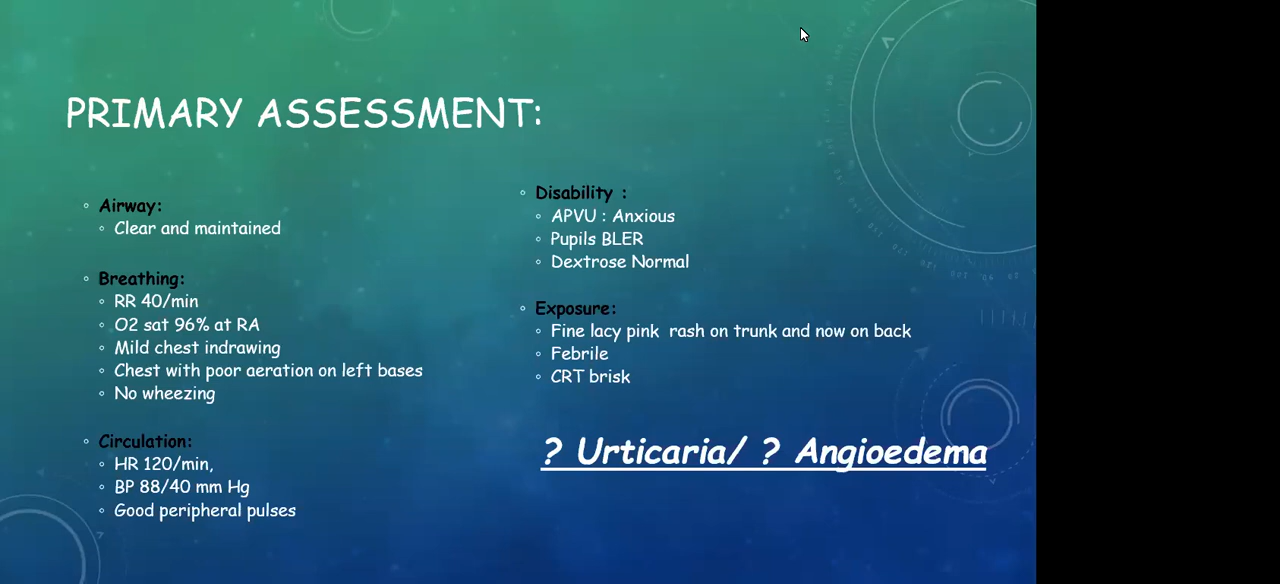 PRIMARY ASSESSMENT:
Airway:
Clear and maintained
Breathing:
RR 40/min
O2 sat 96% at RA
Mild chest indrawing
Chest with poor aeration on left bases
No wheezing
Circulation:
HR 120/min,
BP 88/40 mm Hg
Good peripheral pulses
Disability :
APVU : Anxious
Pupils BLER
Dextrose Normal
Exposure:
Fine lacy pink rash on trunk and now on back
Febrile
CRT brisk
? Urticaria/ ? Angioedema